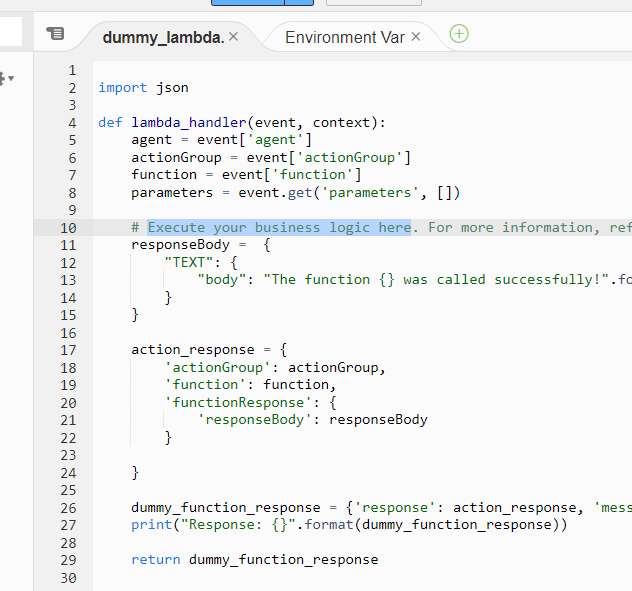 dummy_lambda. ×
Environment Var ×
1
2 import json
3
4 def lambda_handler(event, context):
5 agent = event['agent']
6 actionGroup = event['actionGroup']
7 function = event['function']
8 parameters = event.get('parameters', [])
9
10 # Execute your business logic here. For more information, ref
11 responseBody =  {
12 "TEXT": {
13 "body": "The function {} was called successfully!".fo
14 }
15 }
16
17 action_response = {
18 'actionGroup': actionGroup,
19 'function': function,
20 'functionResponse': {
21 'responseBody': responseBody
22 }
23
24 }
25
26 dummy_function_response = {'response': action_response, 'mess
27 print("Response: {}".format(dummy_function_response))
28
29 return dummy_function_response
30